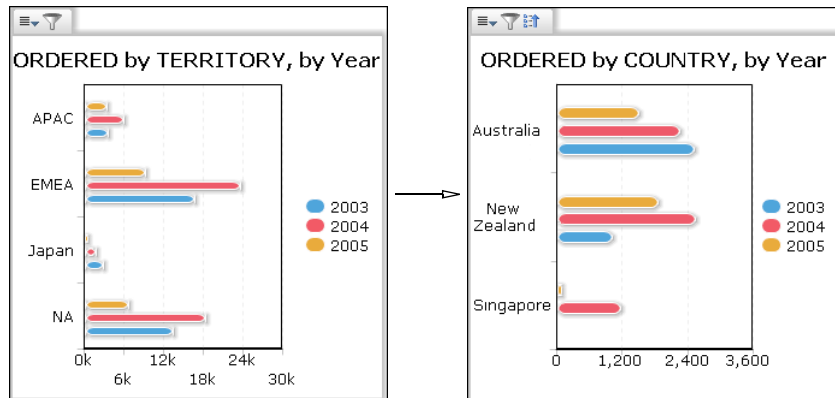 ORDERED by TERRITORY, by Year
APAC
EMEA
Japan
NA
0k
6k
12k
18k
24k
30k
2003
2004
2005
ORDERED by COUNTRY, by Year
Australia
New
Zealand
Singapore
0
1,200
2,400
3,600
2003
2004
2005